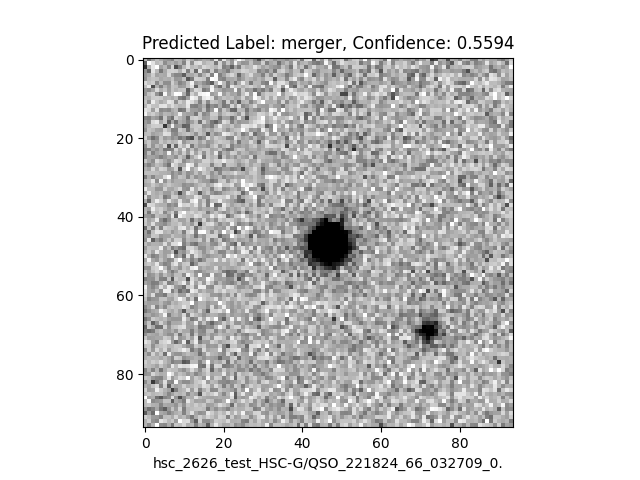 Predicted Label: merger, Confidence: 0.5594
0
20
40
60
80
0 20 40 60 80
hsc_2626_test_HSC-G/QSO_221824_66_032709_0.